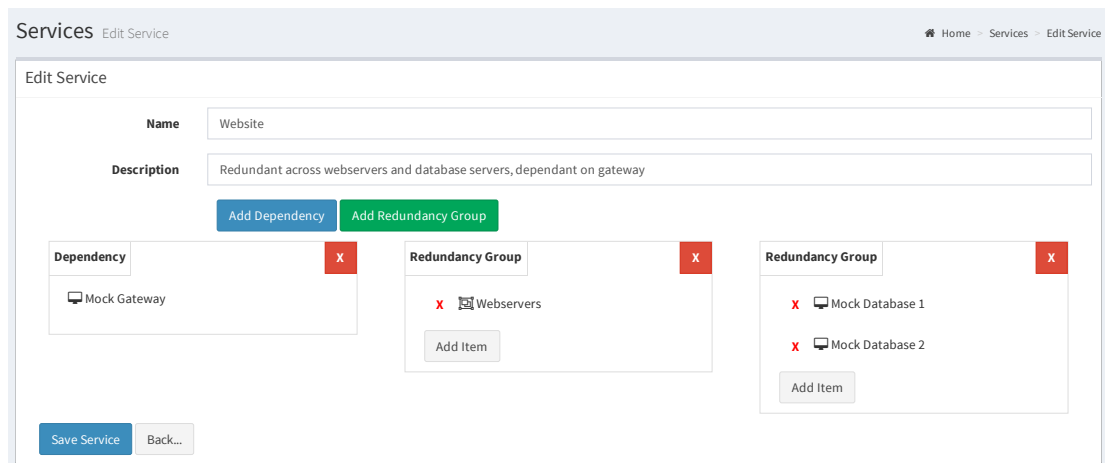 Services Edit Service
Home > Services > Edit Service
Edit Service
Name
Website
Description
Redundant across webservers and database servers, dependant on gateway
Add Dependency
Add Redundancy Group
Dependency
X
Mock Gateway
Redundancy Group
X
X Webservers
Add Item
Redundancy Group
X
X Mock Database 1
X Mock Database 2
Add Item
Save Service
Back...